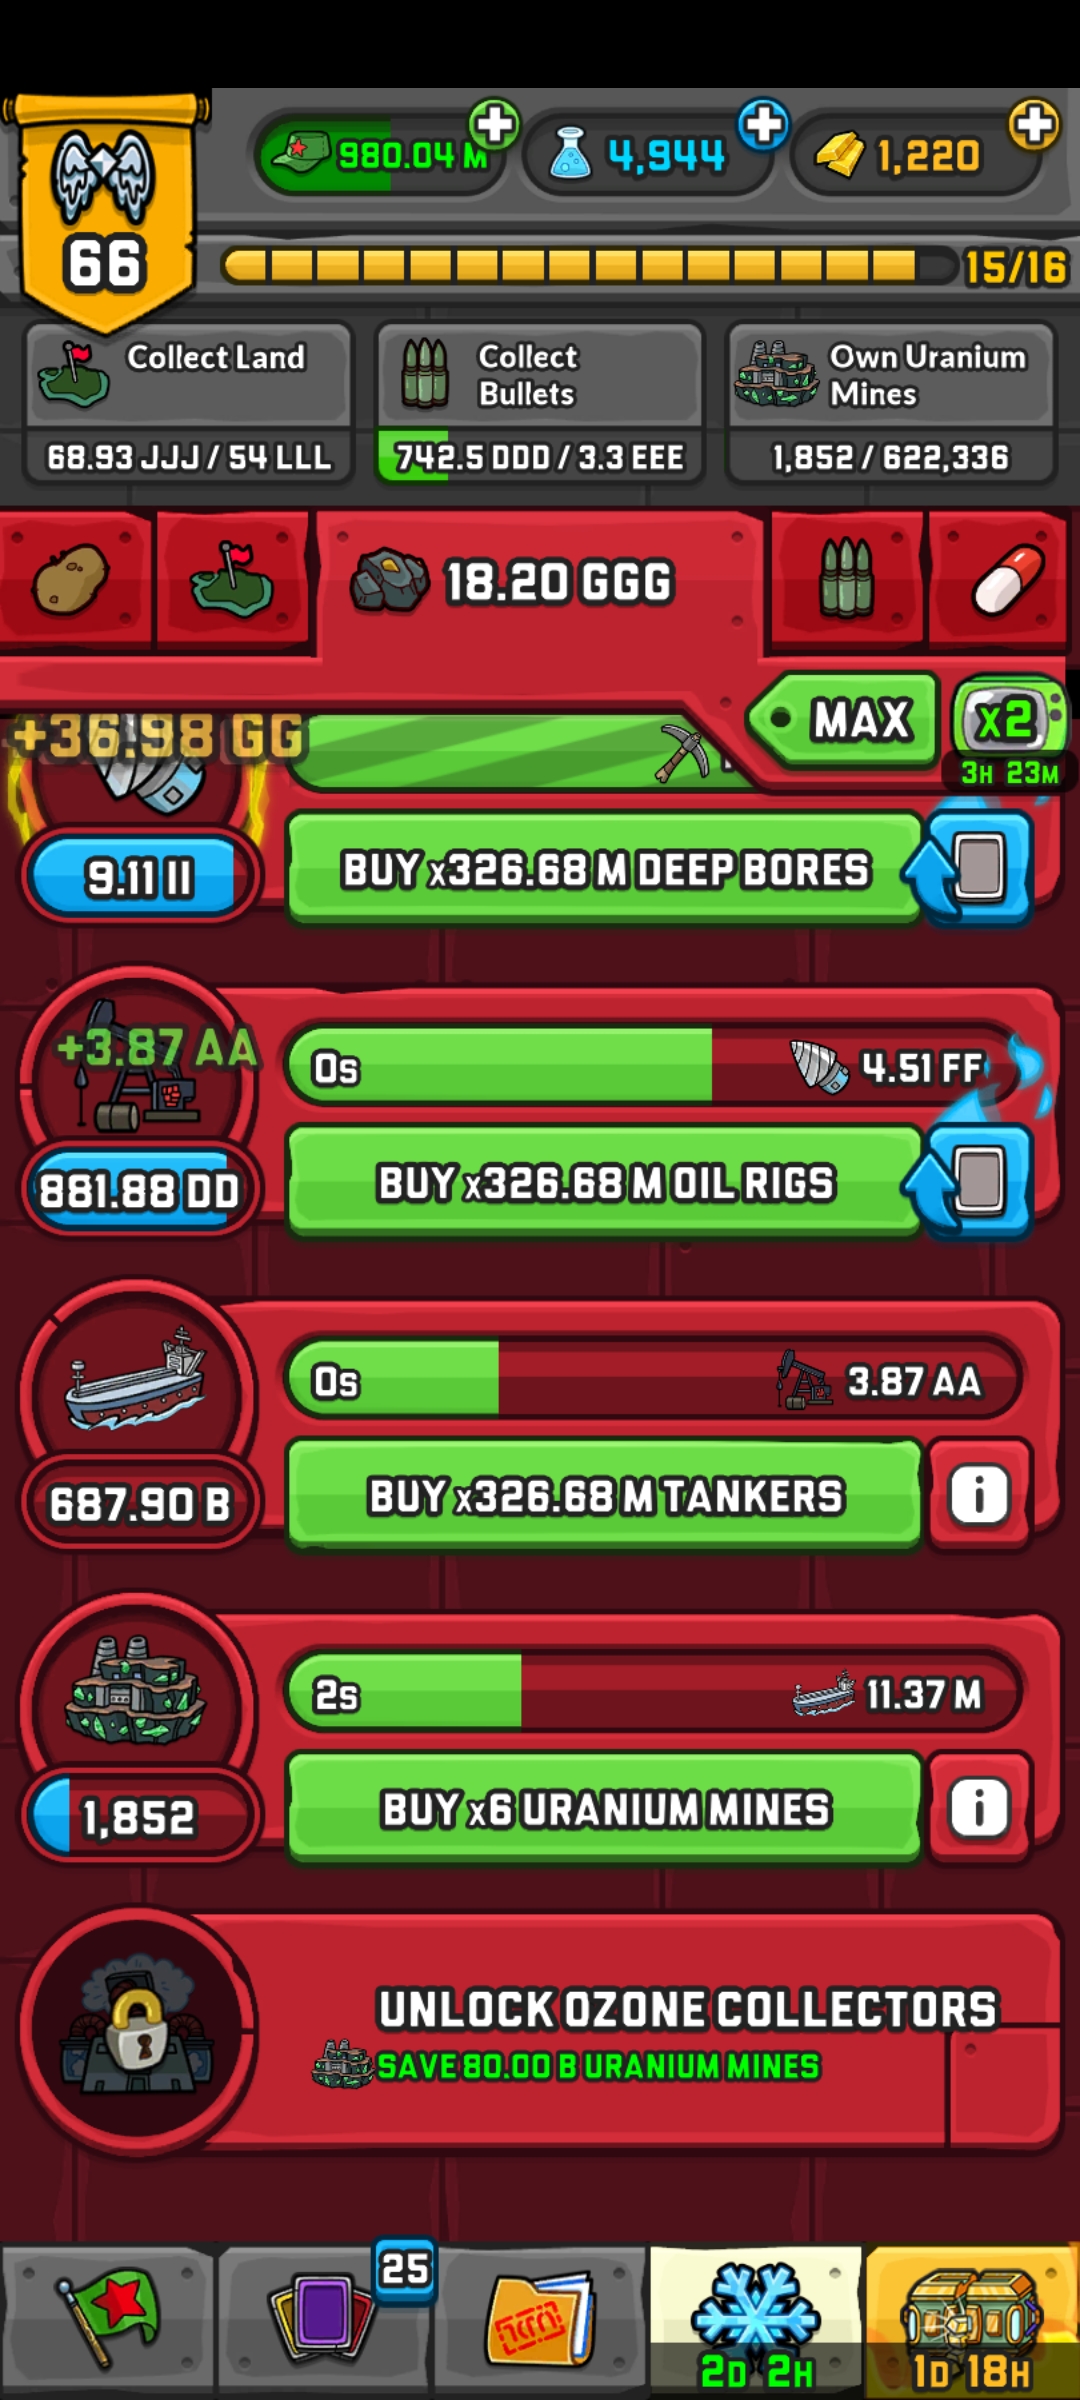 980.04 M
4,944
1,220
66
15/16
Collect Land
68.93 JJJ / 54 LLL
Collect
Bullets
742.5 DDD / 3.3 EEE
Own Uranium
Mines
1,852 / 622,336
18.20 GGG
MAX
x2
3H 23M
+36.98 GG
9.11 II
BUY x326.68 M DEEP BORES
+3.87 AA
0s
4.51 FF
881.88 DD
BUY x326.68 M OIL RIGS
0s
3.87 AA
687.90 B
BUY x326.68 M TANKERS
i
2s
11.37 M
1,852
BUY x6 URANIUM MINES
i
UNLOCK OZONE COLLECTORS
SAVE 80.00 B URANIUM MINES
25
2D 2H
1D 18H